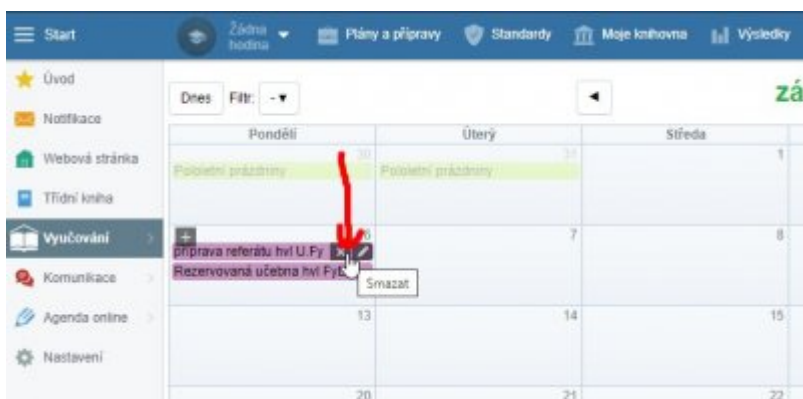 Start
Žádná hodina
Plány a přípravy
Standardy
Moje knihovna
Výsledky
Úvod
Notifikace
Webová stránka
Třídní kniha
Vyučování
Komunikace
Agenda online
Nastavení
Dnes Filtr: - ▾
◄
zá
Pondělí Úterý Středa
30 31 1
Pololetní prázdniny Pololetní prázdniny
6 7 8
příprava referátu hvl U.Fy
Rezervovaná učebna hvl
Smazat
13 14 15
20 21 22